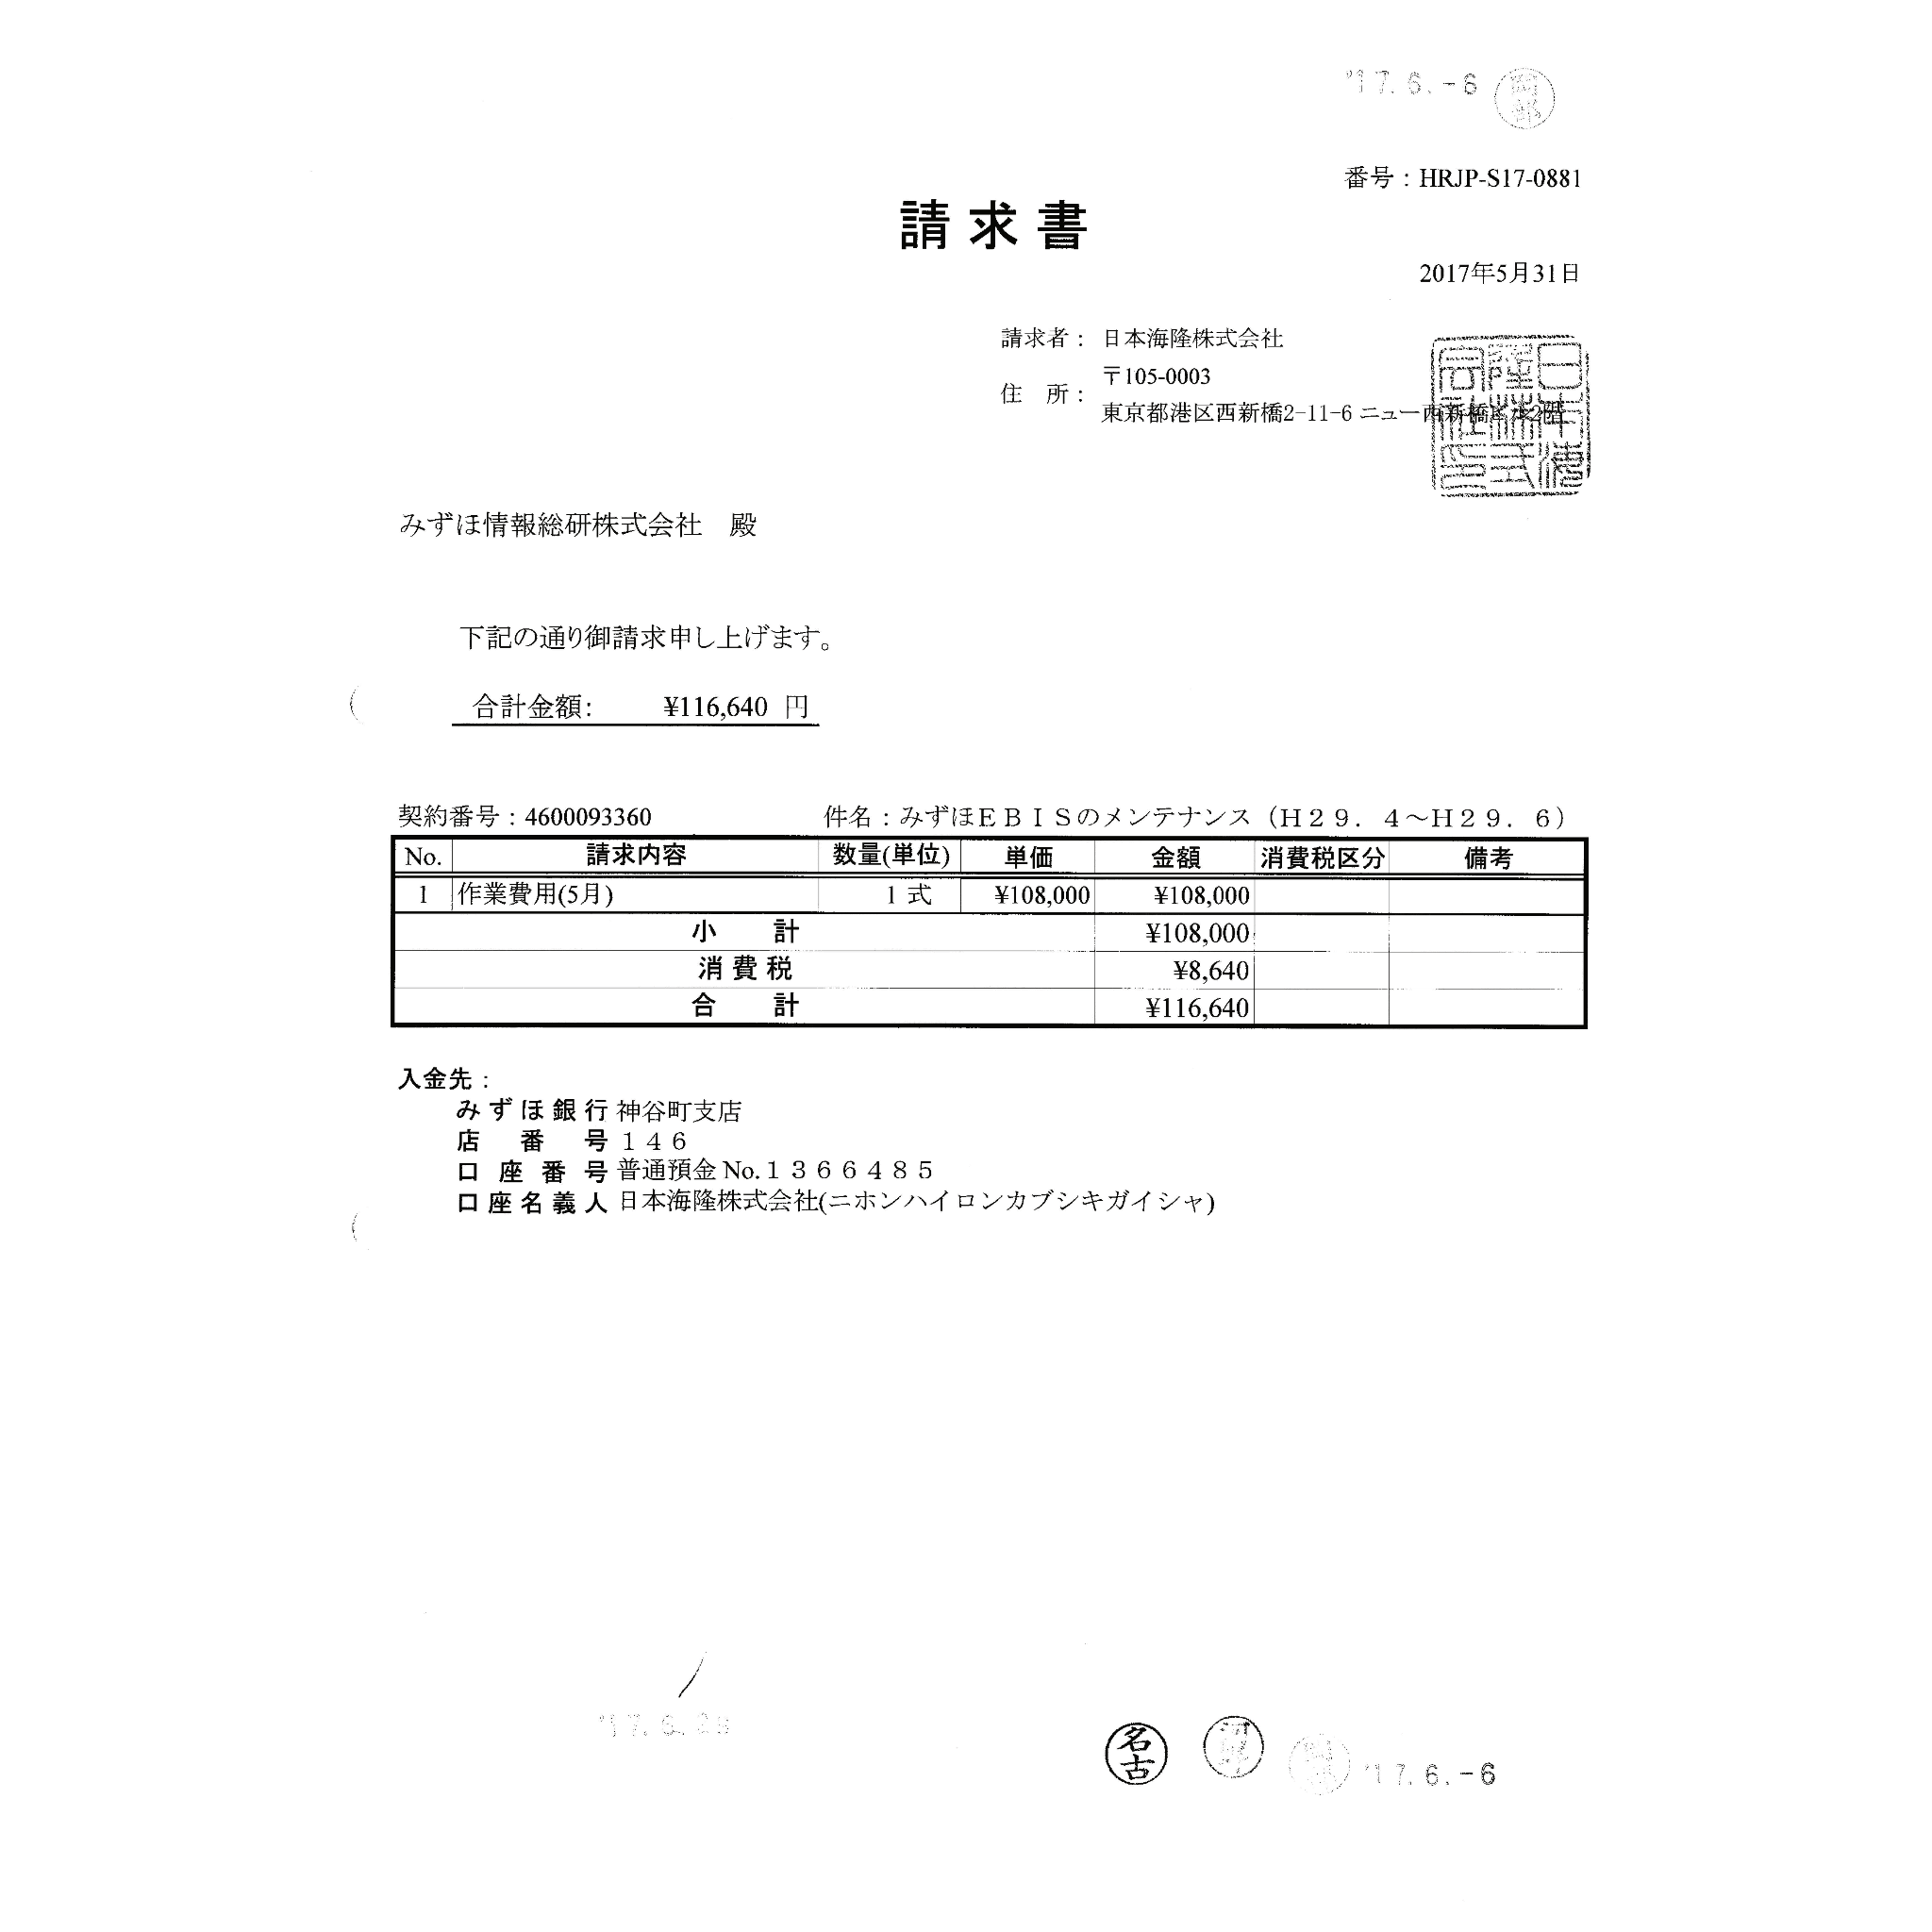 '17.6.-6
番号：HRJP-S17-0881
請求書
2017年5月31日
請求者： 日本海隆株式会社
住　所： 〒105-0003
東京都港区西新橋2-11-6 ニュー西新橋ビル2階
みずほ情報総研株式会社　殿
下記の通り御請求申し上げます。
合計金額: ¥116,640 円
契約番号：4600093360 件名：みずほＥＢＩＳのメンテナンス（Ｈ２９．４～Ｈ２９．６）
No. 請求内容 数量(単位) 単価 金額 消費税区分 備考
1 作業費用(5月) 1 式 ¥108,000 ¥108,000
小　計 ¥108,000
消費税 ¥8,640
合　計 ¥116,640
入金先：
みずほ銀行 神谷町支店
店番号 １４６
口座番号 普通預金 No.１３６６４８５
口座名義人 日本海隆株式会社(ニホンハイロンカブシキガイシャ)
名古
'17.6.-6